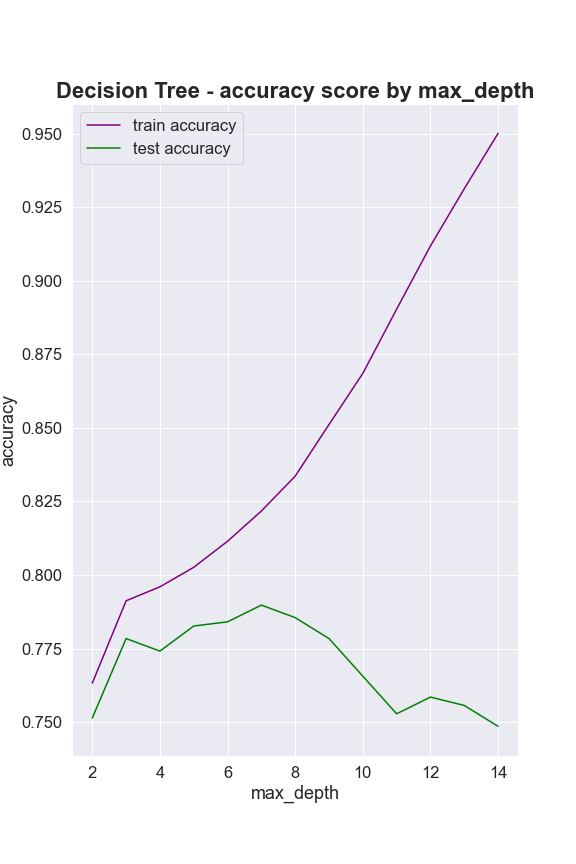 Decision Tree - accuracy score by max_depth
train accuracy
test accuracy
0.950
0.925
0.900
0.875
0.850
0.825
0.800
0.775
0.750
accuracy
2 4 6 8 10 12 14
max_depth